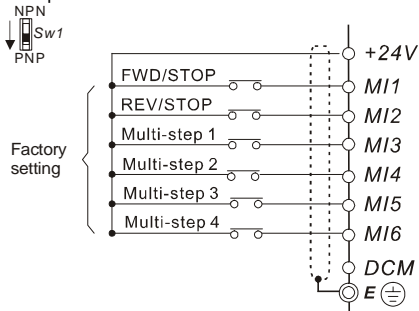 NPN
Sw1
PNP
+24V
FWD/STOP
MI1
REV/STOP
MI2
Multi-step 1
MI3
Factory
setting
Multi-step 2
MI4
Multi-step 3
MI5
Multi-step 4
MI6
DCM
E